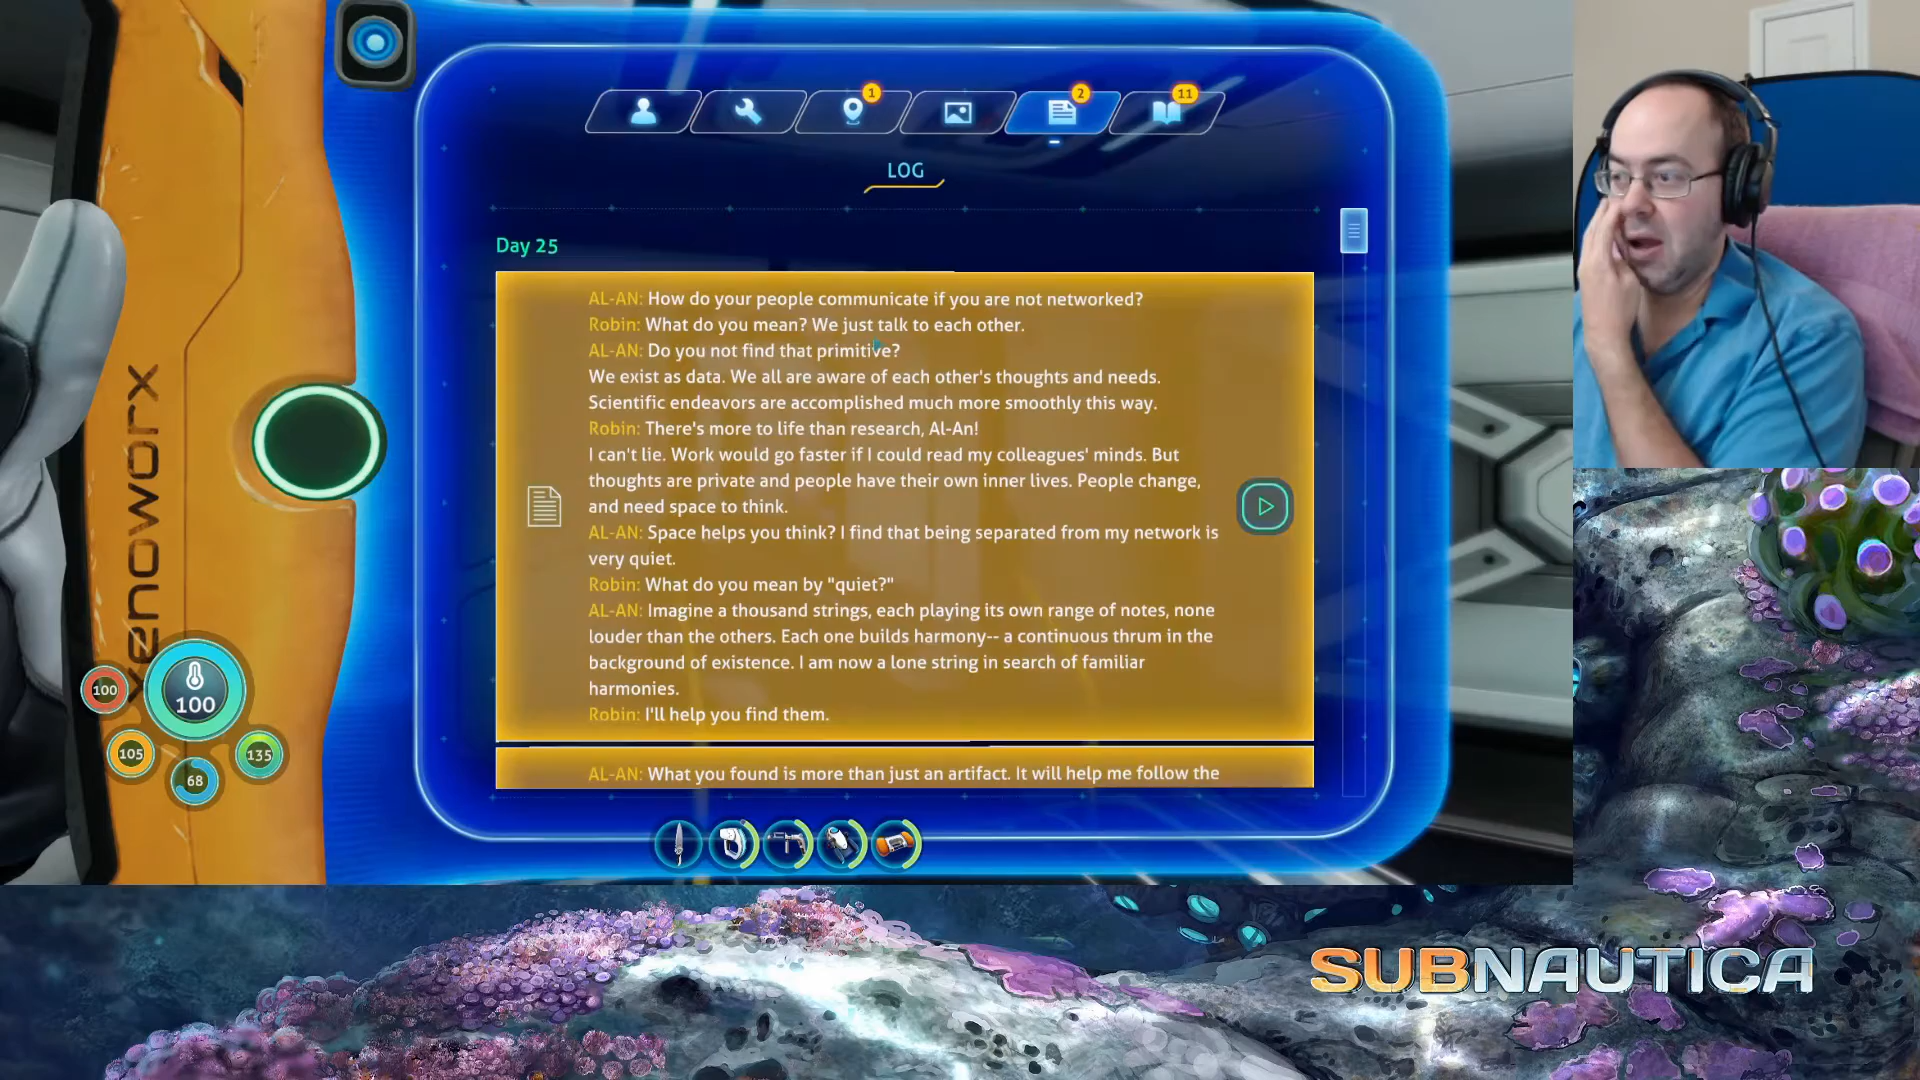 1
2
11
LOG
Day 25
AL-AN: How do your people communicate if you are not networked?
Robin: What do you mean? We just talk to each other.
AL-AN: Do you not find that primitive?
We exist as data. We all are aware of each other's thoughts and needs.
Scientific endeavors are accomplished much more smoothly this way.
Robin: There's more to life than research, Al-An!
I can't lie. Work would go faster if I could read my colleagues' minds. But
thoughts are private and people have their own inner lives. People change,
and need space to think.
AL-AN: Space helps you think? I find that being separated from my network is
very quiet.
Robin: What do you mean by "quiet?"
AL-AN: Imagine a thousand strings, each playing its own range of notes, none
louder than the others. Each one builds harmony-- a continuous thrum in the
background of existence. I am now a lone string in search of familiar
harmonies.
Robin: I'll help you find them.
AL-AN: What you found is more than just an artifact. It will help me follow the
xenoworx
100
100
105
135
68
SUBNAUTICA